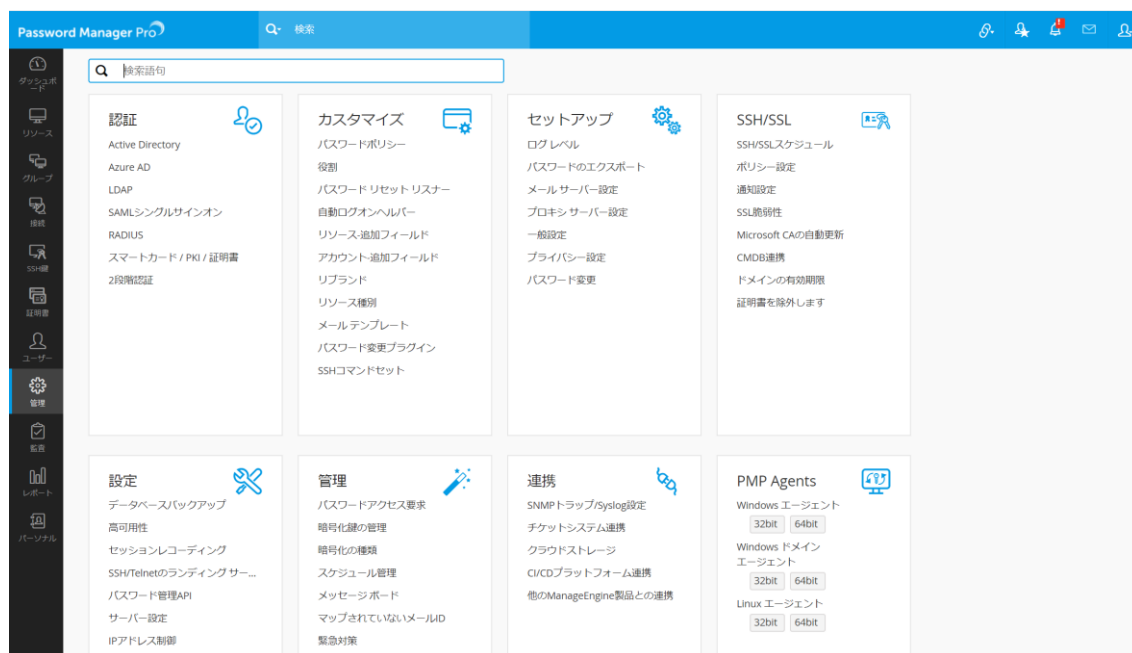 Password Manager Pro
検索
ダッシュボ
ード
リソース
グループ
接続
SSH鍵
証明書
ユーザー
管理
監査
レポート
パーソナル
検索語句
認証
Active Directory
Azure AD
LDAP
SAMLシングルサインオン
RADIUS
スマートカード / PKI / 証明書
2段階認証
カスタマイズ
パスワードポリシー
役割
パスワード リセット リスナー
自動ログオンヘルパー
リソース-追加フィールド
アカウント-追加フィールド
リブランド
リソース種別
メール テンプレート
パスワード変更プラグイン
SSHコマンドセット
セットアップ
ログ レベル
パスワードのエクスポート
メール サーバー設定
プロキシ サーバー設定
一般設定
プライバシー設定
パスワード変更
SSH/SSL
SSH/SSLスケジュール
ポリシー設定
通知設定
SSL脆弱性
Microsoft CAの自動更新
CMDB連携
ドメインの有効期限
証明書を除外します
設定
データベースバックアップ
高可用性
セッションレコーディング
SSH/Telnetのランディング サー...
パスワード管理API
サーバー設定
IPアドレス制御
管理
パスワードアクセス要求
暗号化鍵の管理
暗号化の種類
スケジュール管理
メッセージ ボード
マップされていないメールID
緊急対策
連携
SNMPトラップ/Syslog設定
チケットシステム連携
クラウドストレージ
CI/CDプラットフォーム連携
他のManageEngine製品との連携
PMP Agents
Windows エージェント
32bit 64bit
Windows ドメイン
エージェント
32bit 64bit
Linux エージェント
32bit 64bit